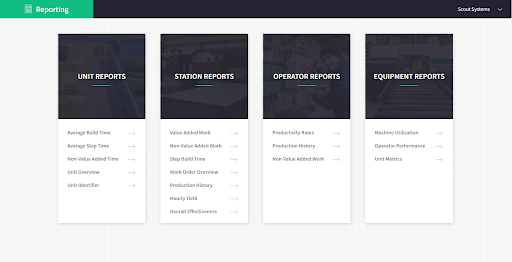 Reporting
Scout Systems
UNIT REPORTS
Average Build Time
Average Step Time
Non-Value Added Time
Unit Overview
Unit Identifier
STATION REPORTS
Value Added Work
Non-Value Added Work
Step Build Time
Work Order Overview
Production History
Hourly Yield
Overall Effectiveness
OPERATOR REPORTS
Productivity Rates
Production History
Non-Value Added Work
EQUIPMENT REPORTS
Machine Utilization
Operator Performance
Unit Metrics